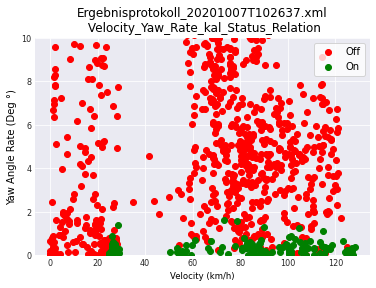 Ergebnisprotokoll_20201007T102637.xml
Velocity_Yaw_Rate_kal_Status_Relation
10
8
6
4
2
0
Yaw Angle Rate (Deg °)
Off
On
0 20 40 60 80 100 120
Velocity (km/h)